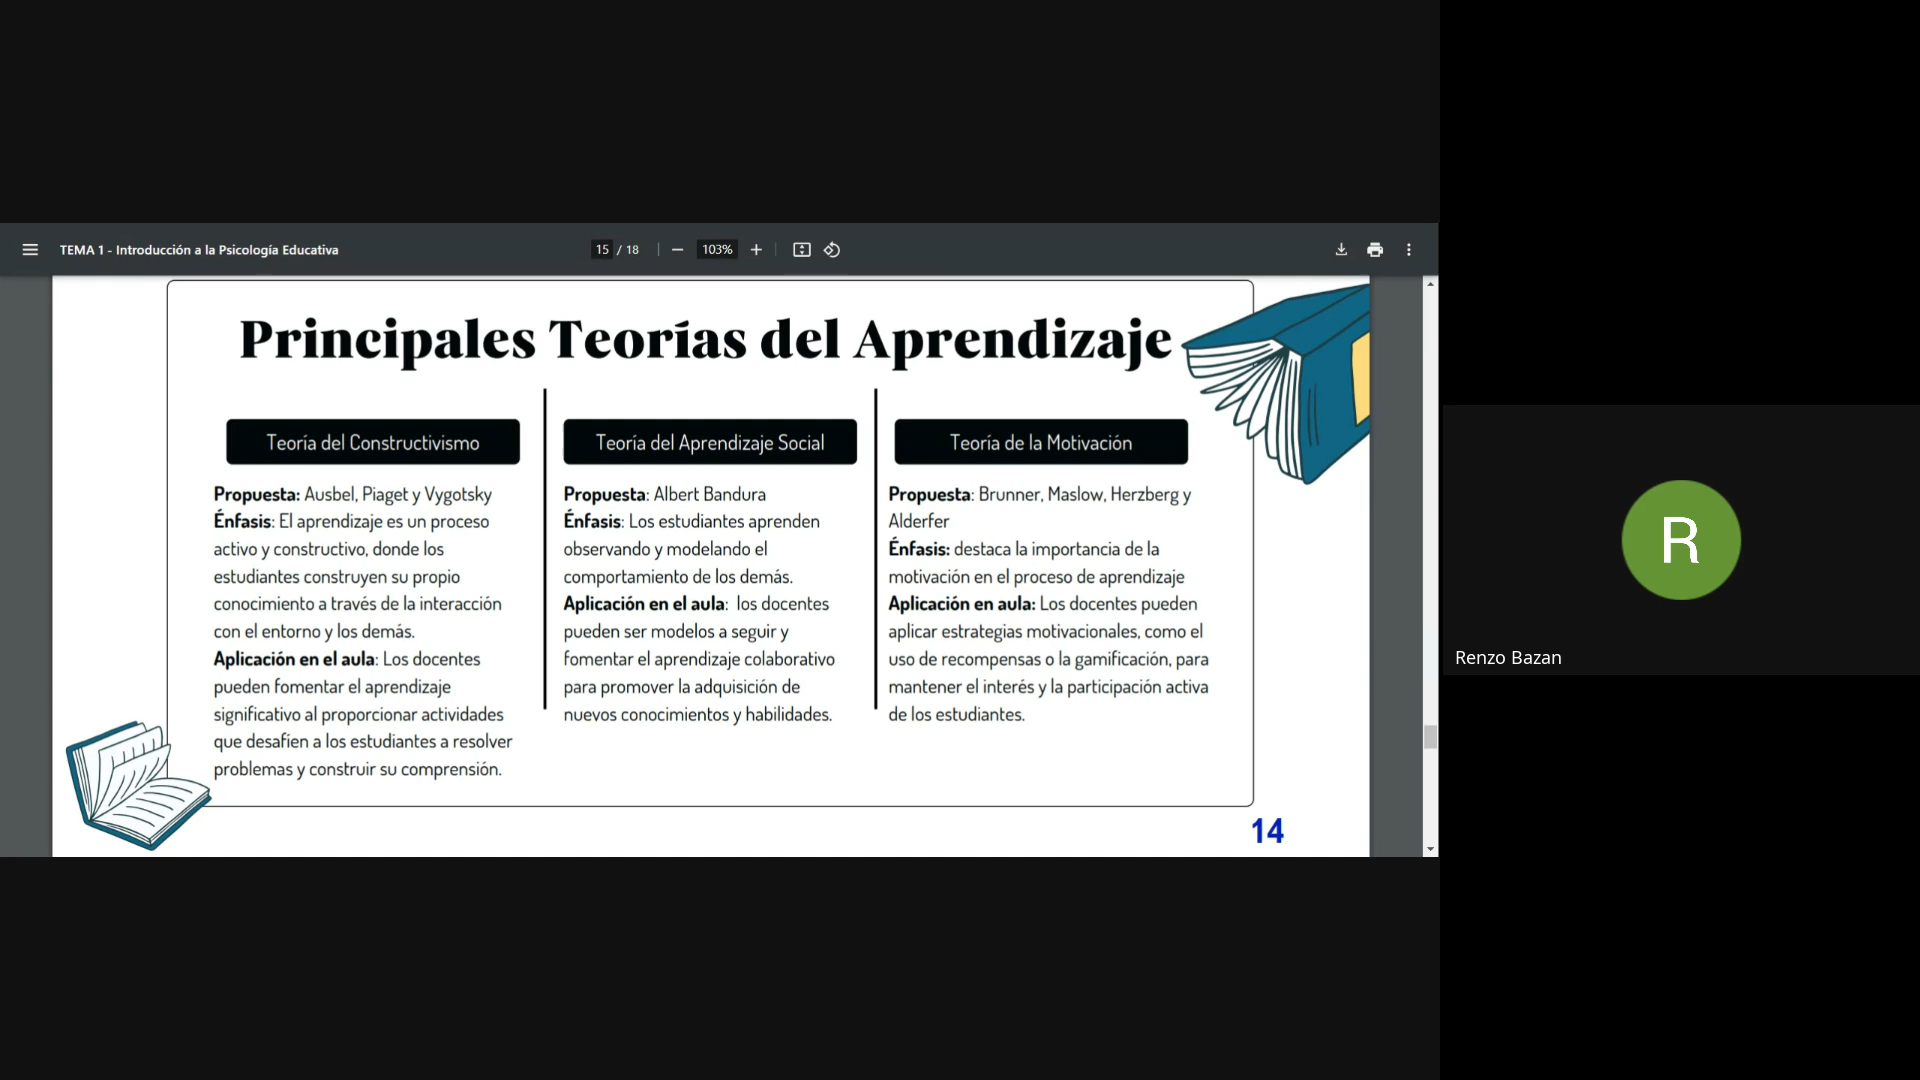 TEMA 1 - Introducción a la Psicología Educativa
15 / 18
103%
Principales Teorías del Aprendizaje
Teoría del Constructivismo
Propuesta: Ausbel, Piaget y Vygotsky
Énfasis: El aprendizaje es un proceso
activo y constructivo, donde los
estudiantes construyen su propio
conocimiento a través de la interacción
con el entorno y los demás.
Aplicación en el aula: Los docentes
pueden fomentar el aprendizaje
significativo al proporcionar actividades
que desafíen a los estudiantes a resolver
problemas y construir su comprensión.
Teoría del Aprendizaje Social
Propuesta: Albert Bandura
Énfasis: Los estudiantes aprenden
observando y modelando el
comportamiento de los demás.
Aplicación en el aula: los docentes
pueden ser modelos a seguir y
fomentar el aprendizaje colaborativo
para promover la adquisición de
nuevos conocimientos y habilidades.
Teoría de la Motivación
Propuesta: Brunner, Maslow, Herzberg y
Alderfer
Énfasis: destaca la importancia de la
motivación en el proceso de aprendizaje
Aplicación en aula: Los docentes pueden
aplicar estrategias motivacionales, como el
uso de recompensas o la gamificación, para
mantener el interés y la participación activa
de los estudiantes.
14
R
Renzo Bazan